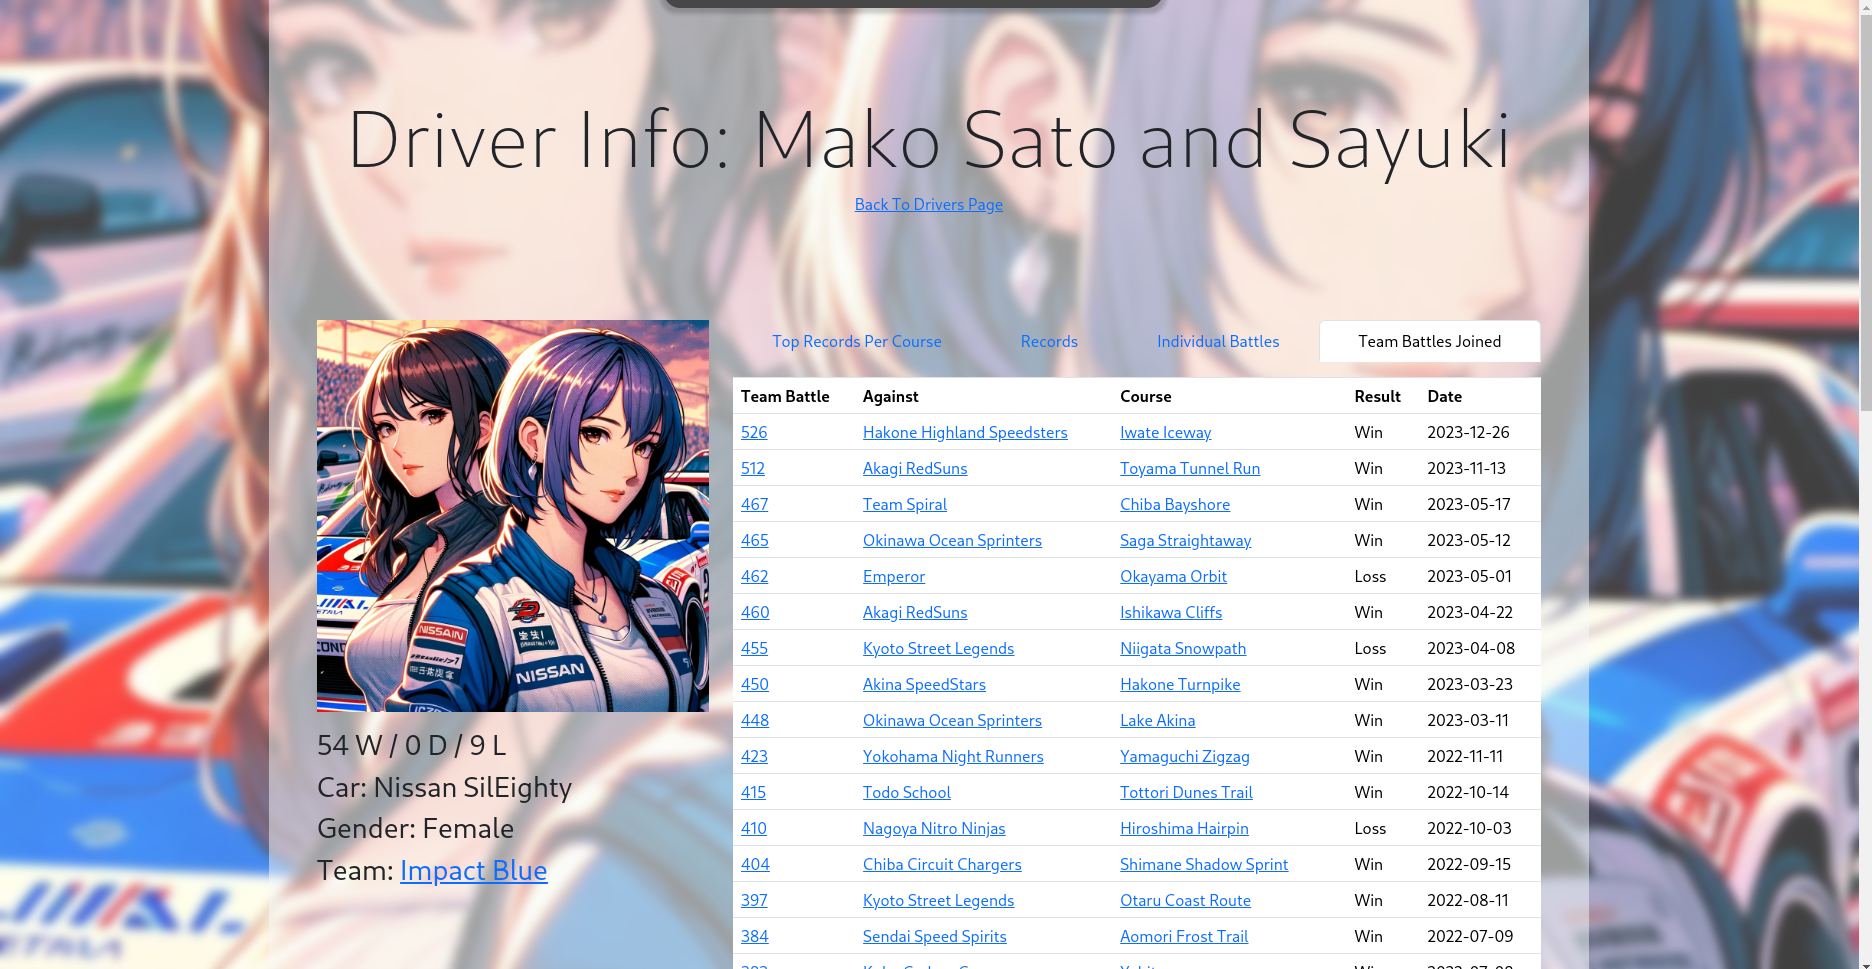 Driver Info: Mako Sato and Sayuki
Back To Drivers Page
Top Records Per Course Records Individual Battles Team Battles Joined
Team Battle Against Course Result Date
526 Hakone Highland Speedsters Iwate Iceway Win 2023-12-26
512 Akagi RedSuns Toyama Tunnel Run Win 2023-11-13
467 Team Spiral Chiba Bayshore Win 2023-05-17
465 Okinawa Ocean Sprinters Saga Straightaway Win 2023-05-12
462 Emperor Okayama Orbit Loss 2023-05-01
460 Akagi RedSuns Ishikawa Cliffs Win 2023-04-22
455 Kyoto Street Legends Niigata Snowpath Loss 2023-04-08
450 Akina SpeedStars Hakone Turnpike Win 2023-03-23
448 Okinawa Ocean Sprinters Lake Akina Win 2023-03-11
423 Yokohama Night Runners Yamaguchi Zigzag Win 2022-11-11
415 Todo School Tottori Dunes Trail Win 2022-10-14
410 Nagoya Nitro Ninjas Hiroshima Hairpin Loss 2022-10-03
404 Chiba Circuit Chargers Shimane Shadow Sprint Win 2022-09-15
397 Kyoto Street Legends Otaru Coast Route Win 2022-08-11
384 Sendai Speed Spirits Aomori Frost Trail Win 2022-07-09
NISSAIN
NISSAN
54 W / 0 D / 9 L
Car: Nissan SilEighty
Gender: Female
Team: Impact Blue